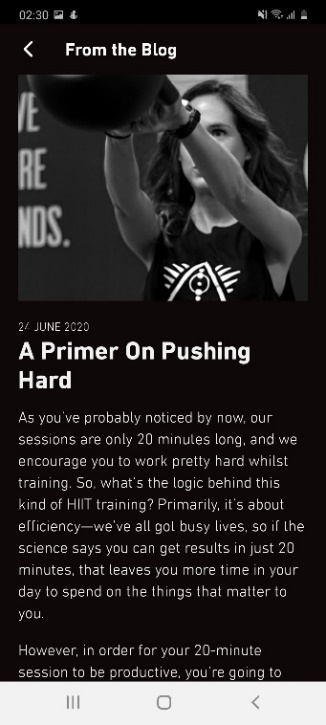 02:30
From the Blog
VE
RE
NDS.
24 JUNE 2020
A Primer On Pushing
Hard
As you've probably noticed by now, our
sessions are only 20 minutes long, and we
encourage you to work pretty hard whilst
training. So, what's the logic behind this
kind of HIIT training? Primarily, it's about
efficiency—we've all got busy lives, so if the
science says you can get results in just 20
minutes, that leaves you more time in your
day to spend on the things that matter to
you.
However, in order for your 20-minute
session to be productive, you're going to